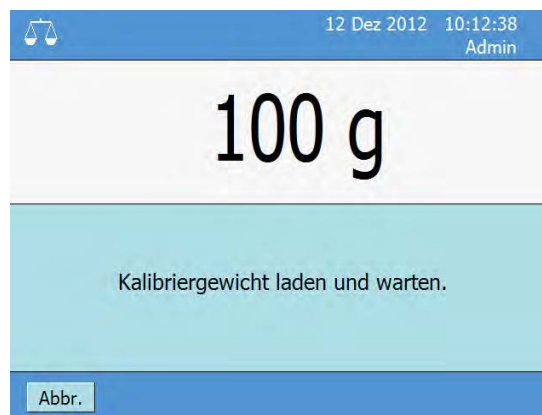 12 Dez 2012 10:12:38
Admin
100 g
Kalibriergewicht laden und warten.
Abbr.